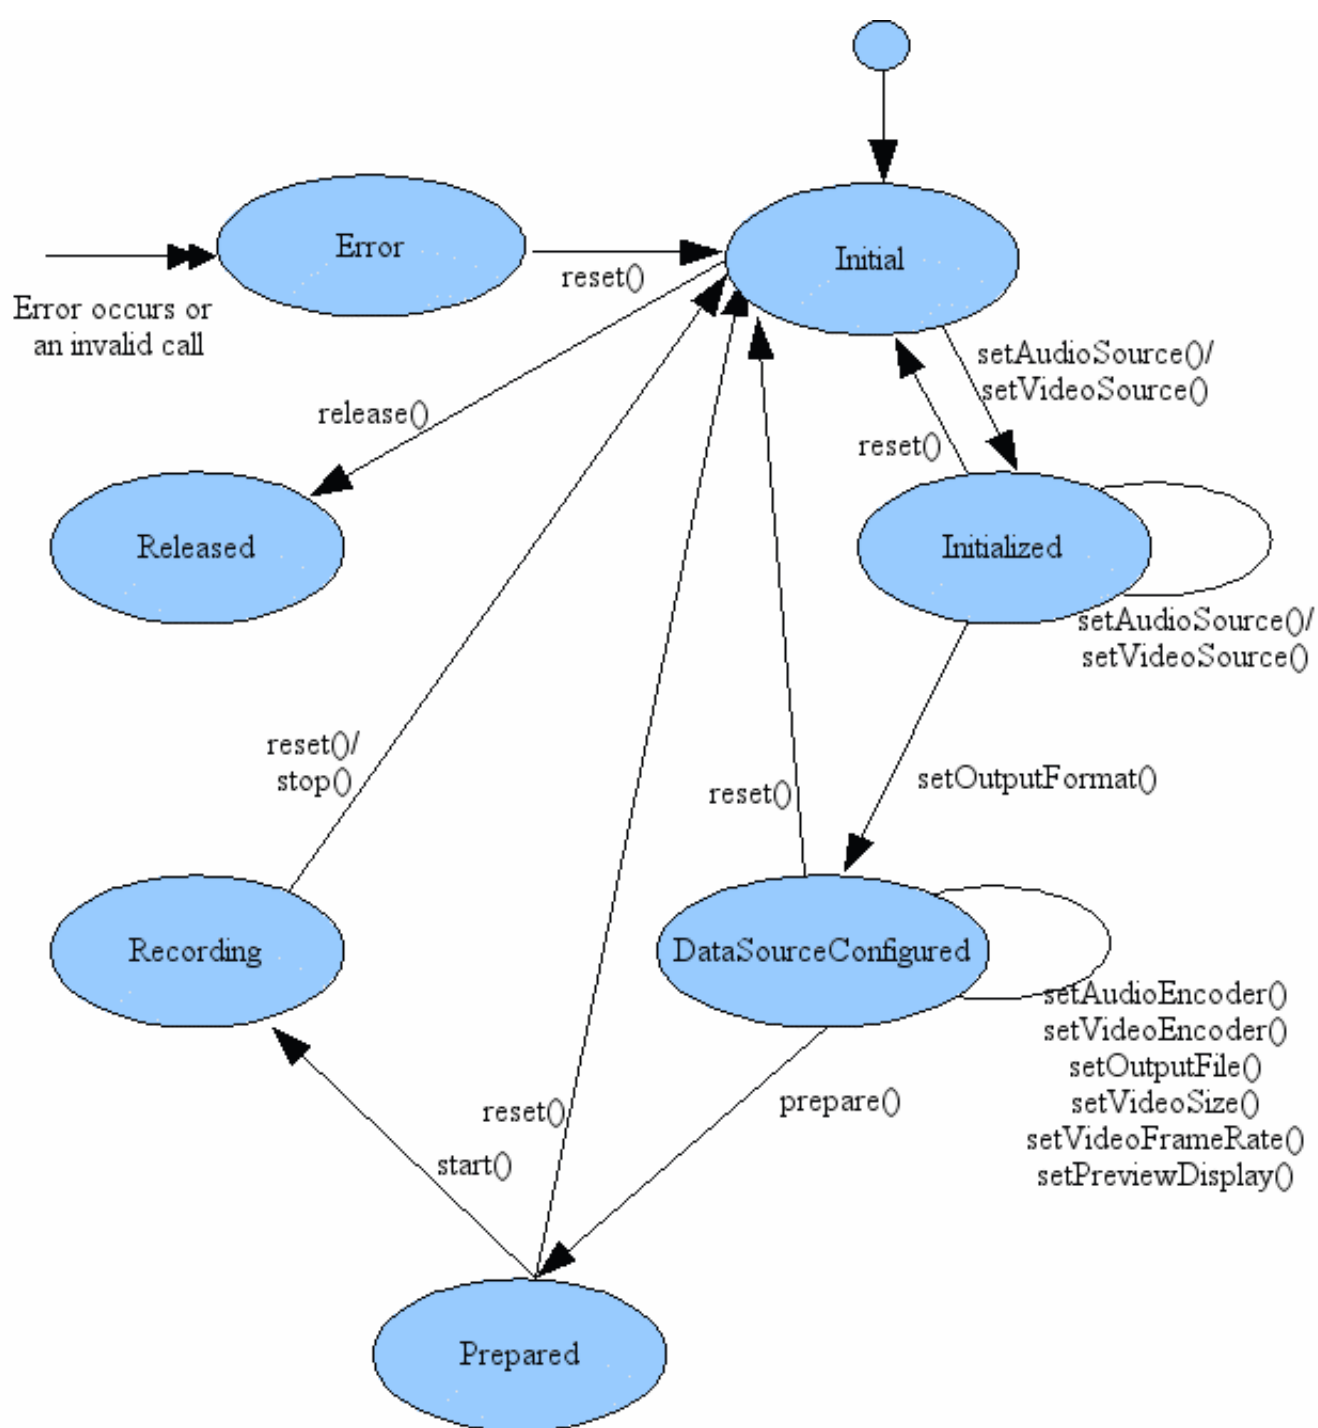 Error
Initial
reset()
Error occurs or
an invalid call
setAudioSource()/
setVideoSource()
release()
reset()
Released
Initialized
setAudioSource()/
setVideoSource()
reset()/
stop()
reset()
setOutputFormat()
Recording
DataSourceConfigured
setAudioEncoder()
setVideoEncoder()
setOutputFile()
setVideoSize()
setVideoFrameRate()
setPreviewDisplay()
prepare()
reset()
start()
Prepared